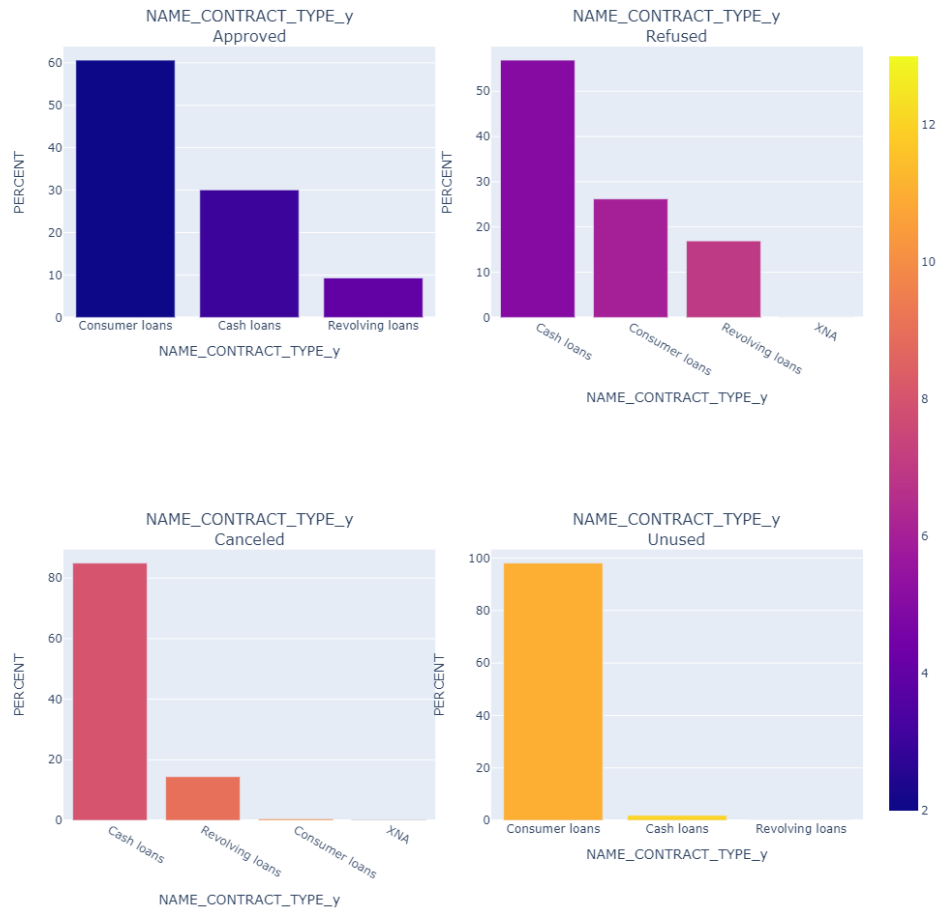 NAME_CONTRACT_TYPE_y
Approved
60
50
40
30
20
10
0
PERCENT
Consumer loans
Cash loans
Revolving loans
NAME_CONTRACT_TYPE_y
NAME_CONTRACT_TYPE_y
Refused
50
40
30
20
10
0
PERCENT
Cash loans
Consumer loans
Revolving loans
XNA
NAME_CONTRACT_TYPE_y
12
10
8
6
4
2
NAME_CONTRACT_TYPE_y
Canceled
80
60
40
20
0
PERCENT
Cash loans
Revolving loans
Consumer loans
XNA
NAME_CONTRACT_TYPE_y
NAME_CONTRACT_TYPE_y
Unused
100
80
60
40
20
0
PERCENT
Consumer loans
Cash loans
Revolving loans
NAME_CONTRACT_TYPE_y